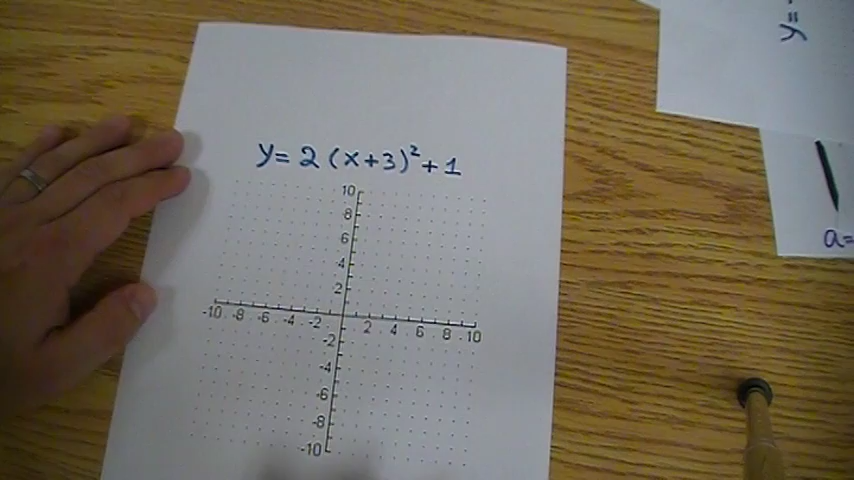 y =
y = 2 (x+3)² + 1
a =
10
8
6
4
2
-10 -8 -6 -4 -2 2 4 6 8 10
-2
-4
-6
-8
-10